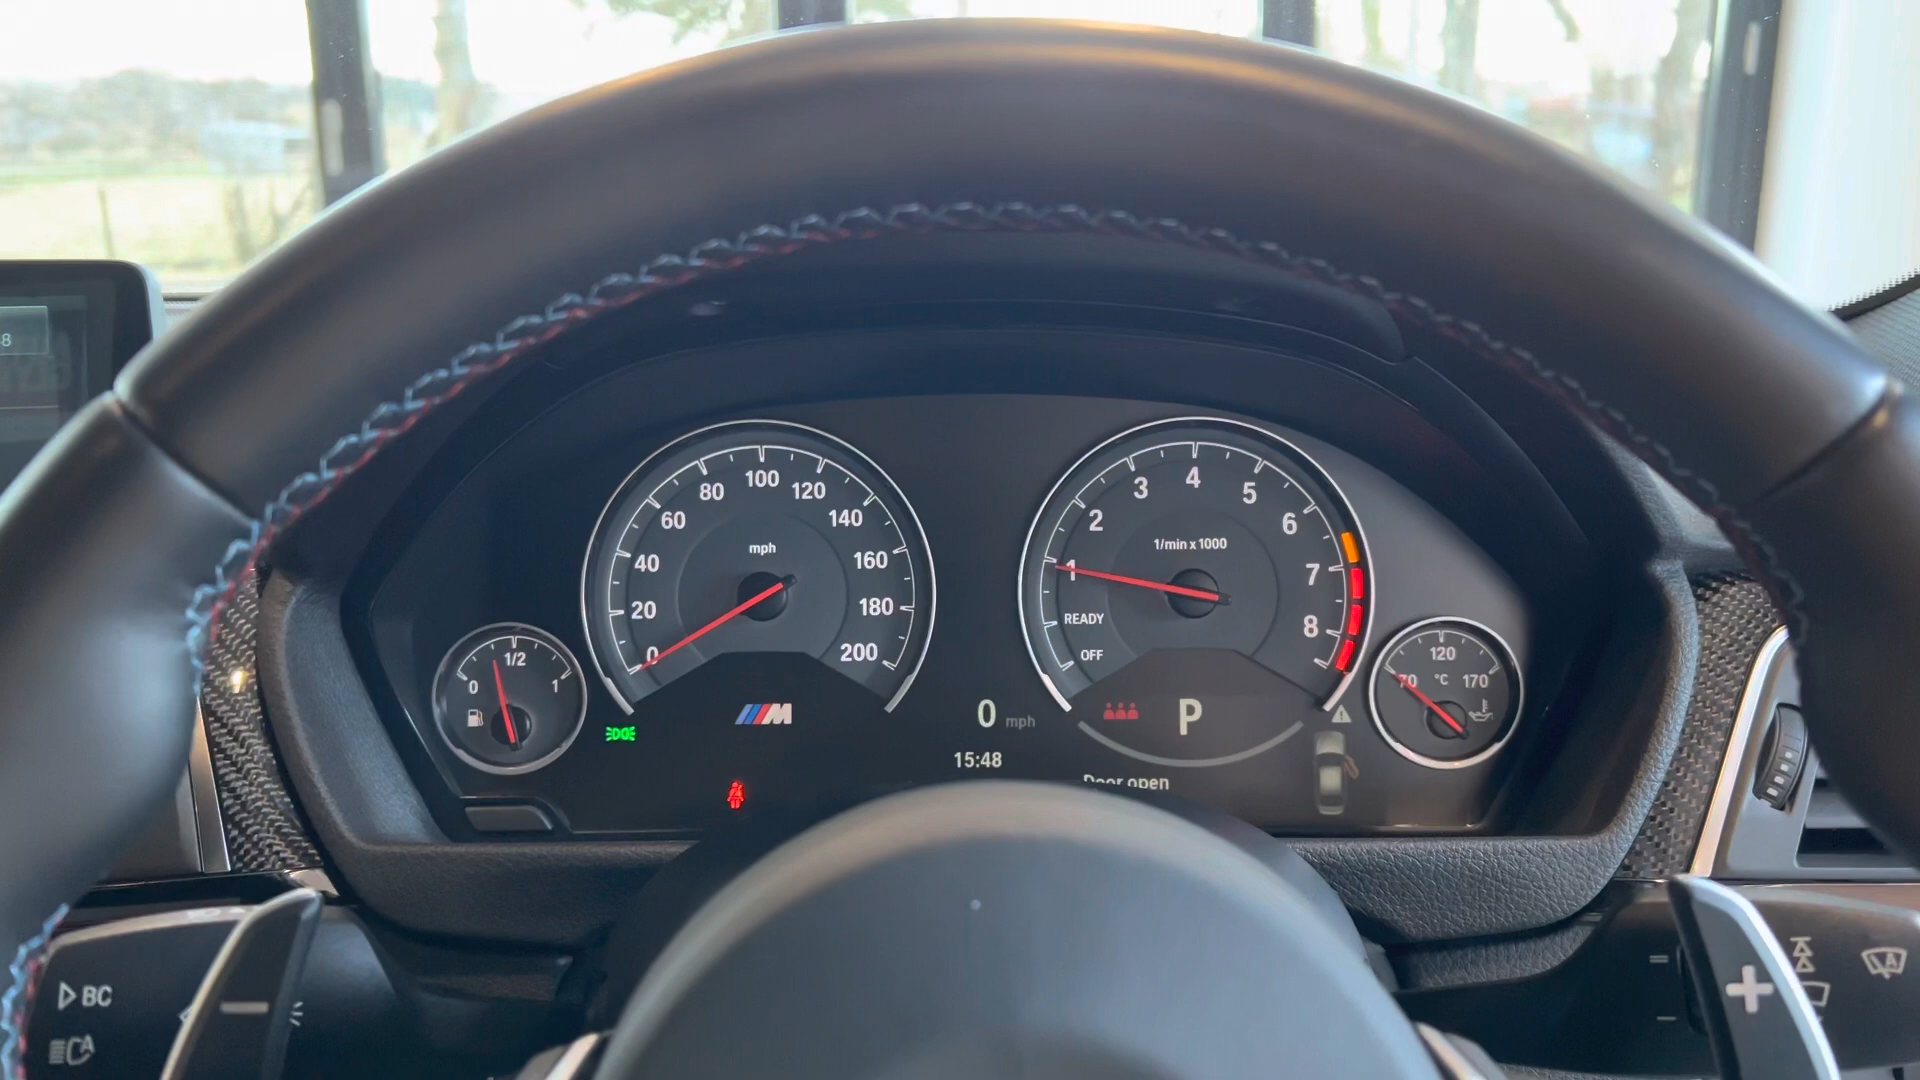 8
0
20
40
60
80
100
120
140
160
180
200
mph
0
1/2
1
M
0 mph
15:48
OFF
READY
1
2
3
4
5
6
7
8
1/min x 1000
P
Door open
70
120
170
°C
BC
A
−
+
A